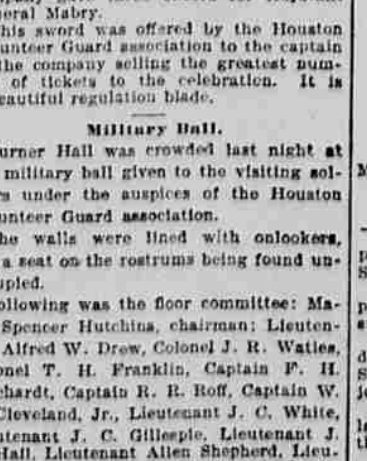 eral Mabry.
his sword was offered by the Houston
unteer Guard association to the captain
the company selling the greatest num-
of tickets to the celebration. It is
eautiful regulation blade.
Military Ball.
urner Hall was crowded last night at
military ball given to the visiting sol-
rs under the auspices of the Houston
unteer Guard association.
he walls were lined with onlookers,
a seat on the rostrums being found un-
upied.
ollowing was the floor committee: Ma-
Spencer Hutchins, chairman; Lieuten-
Alfred W. Drew, Colonel J. R. Waties,
onel T. H. Franklin, Captain F. H.
chardt, Captain R. R. Roff, Captain W.
Cleveland, Jr., Lieutenant J. C. White,
utenant J. C. Gillespie, Lieutenant J.
Hall, Lieutenant Allen Shepherd, Lieu-